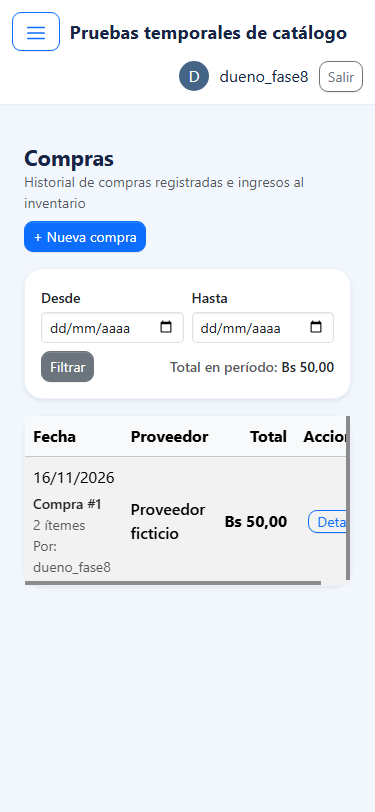 Pruebas temporales de catálogo
D dueno_fase8 Salir
Compras
Historial de compras registradas e ingresos al
inventario
+ Nueva compra
Desde Hasta
dd/mm/aaaa dd/mm/aaaa
Filtrar Total en período: Bs 50,00
Fecha Proveedor Total Accion
16/11/2026
Compra #1
2 ítemes
Por:
dueno_fase8
Proveedor
ficticio
Bs 50,00
Deta